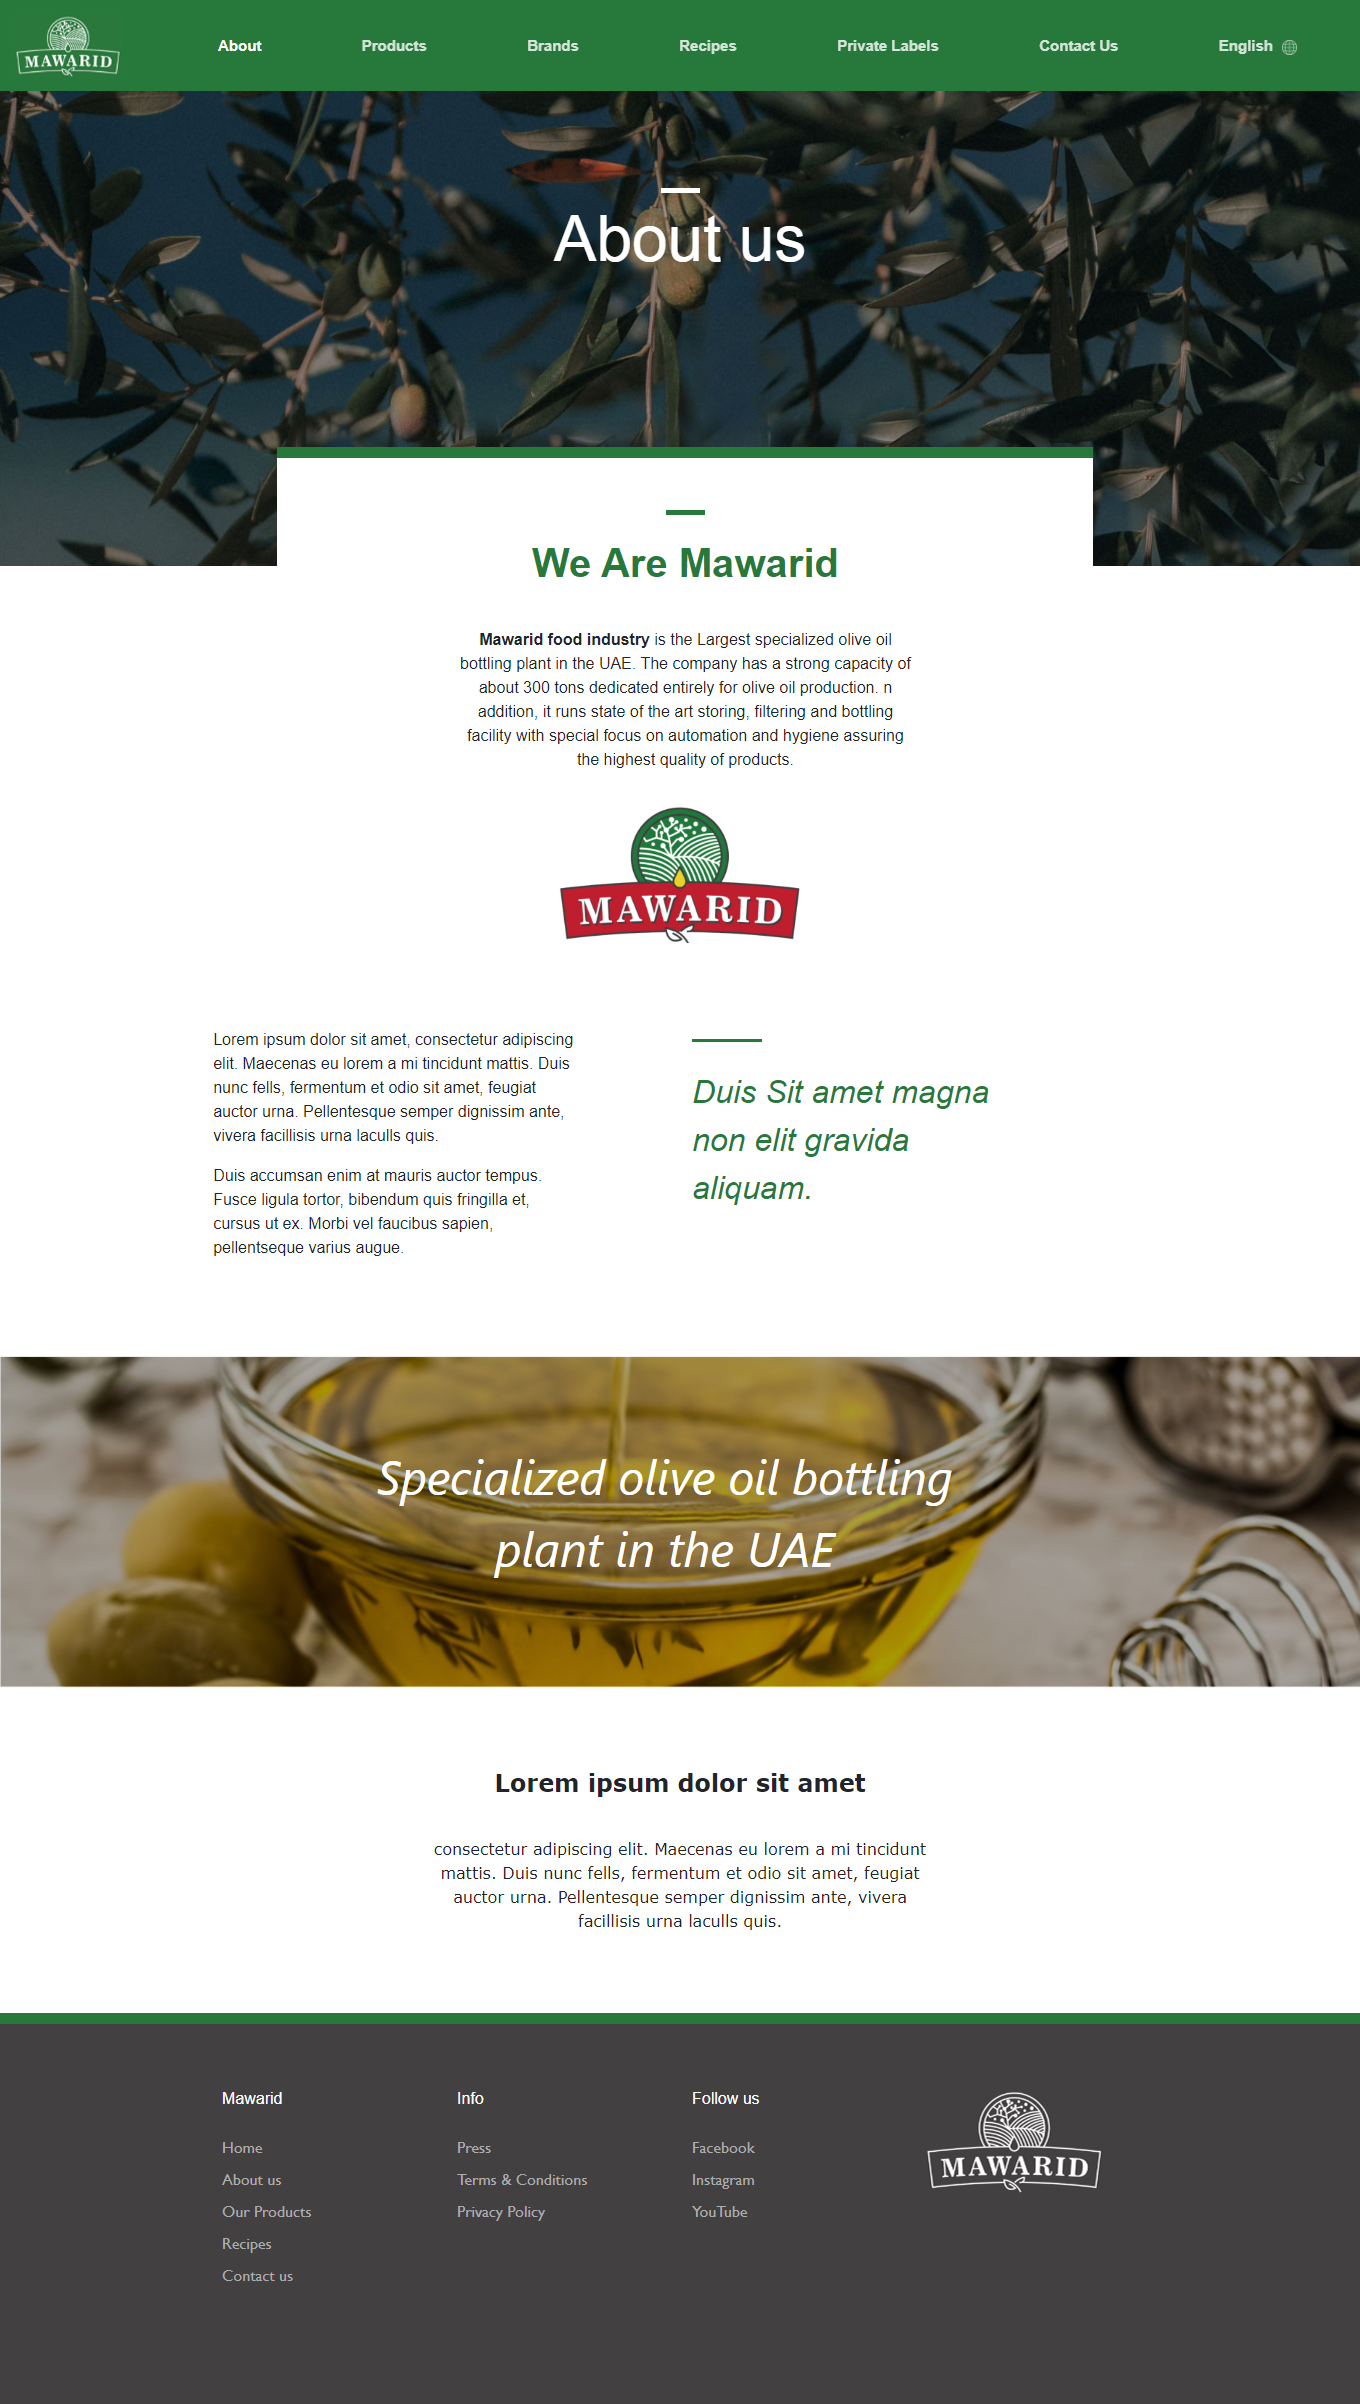 MAWARID
About
Products
Brands
Recipes
Private Labels
Contact Us
English
About us
We Are Mawarid
Mawarid food industry is the Largest specialized olive oil
bottling plant in the UAE. The company has a strong capacity of
about 300 tons dedicated entirely for olive oil production. n
addition, it runs state of the art storing, filtering and bottling
facility with special focus on automation and hygiene assuring
the highest quality of products.
MAWARID
Lorem ipsum dolor sit amet, consectetur adipiscing
elit. Maecenas eu lorem a mi tincidunt mattis. Duis
nunc fells, fermentum et odio sit amet, feugiat
auctor urna. Pellentesque semper dignissim ante,
vivera facillisis urna laculls quis.
Duis accumsan enim at mauris auctor tempus.
Fusce ligula tortor, bibendum quis fringilla et,
cursus ut ex. Morbi vel faucibus sapien,
pellentseque varius augue.
Duis Sit amet magna
non elit gravida
aliquam.
Specialized olive oil bottling
plant in the UAE
Lorem ipsum dolor sit amet
consectetur adipiscing elit. Maecenas eu lorem a mi tincidunt
mattis. Duis nunc fells, fermentum et odio sit amet, feugiat
auctor urna. Pellentesque semper dignissim ante, vivera
facillisis urna laculls quis.
Mawarid
Home
About us
Our Products
Recipes
Contact us
Info
Press
Terms & Conditions
Privacy Policy
Follow us
Facebook
Instagram
YouTube
MAWARID